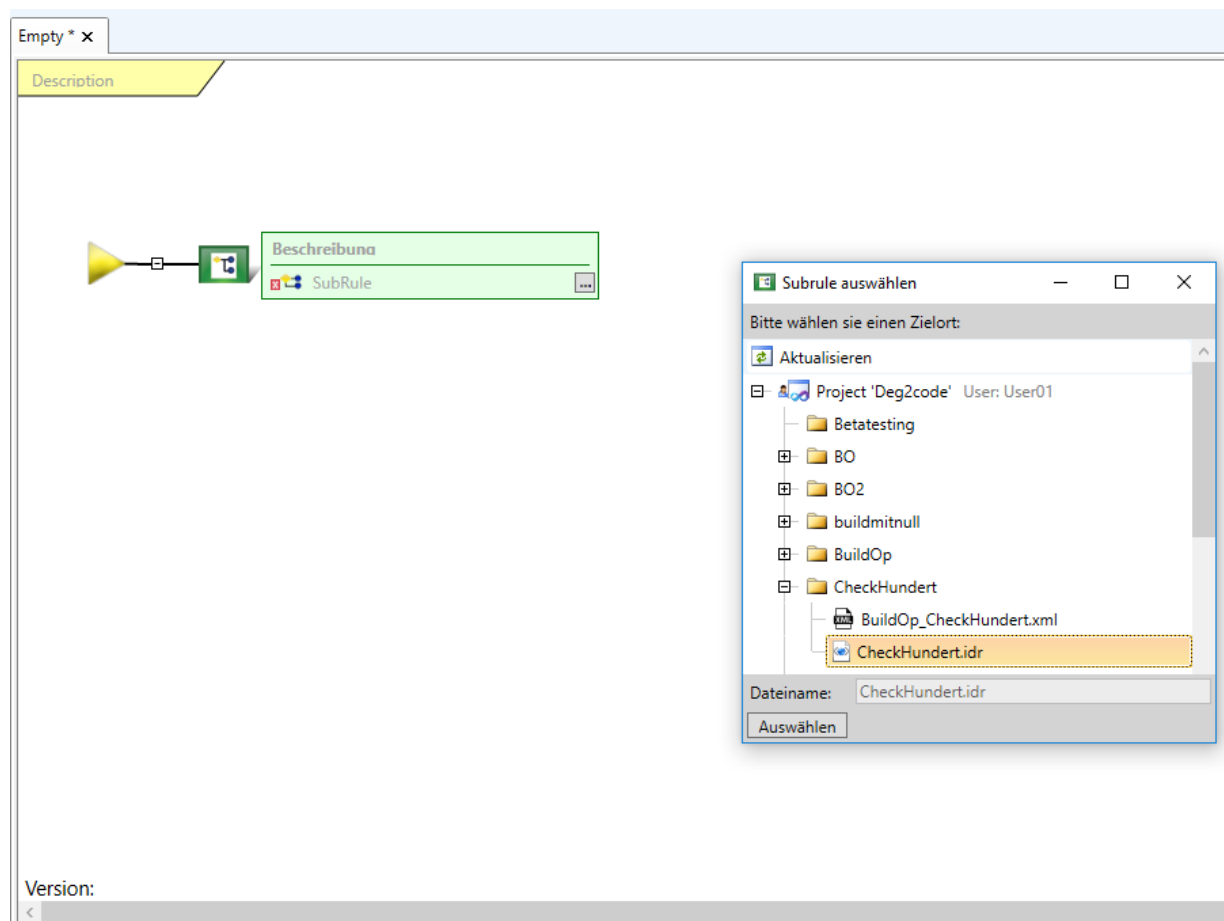 Empty *
Description
Beschreibung
SubRule
...
Subrule auswählen
Bitte wählen sie einen Zielort:
Aktualisieren
Project 'Deg2code' User: User01
Betatesting
BO
BO2
buildmitnull
BuildOp
CheckHundert
XML BuildOp_CheckHundert.xml
CheckHundert.idr
Dateiname: CheckHundert.idr
Auswählen
Version: